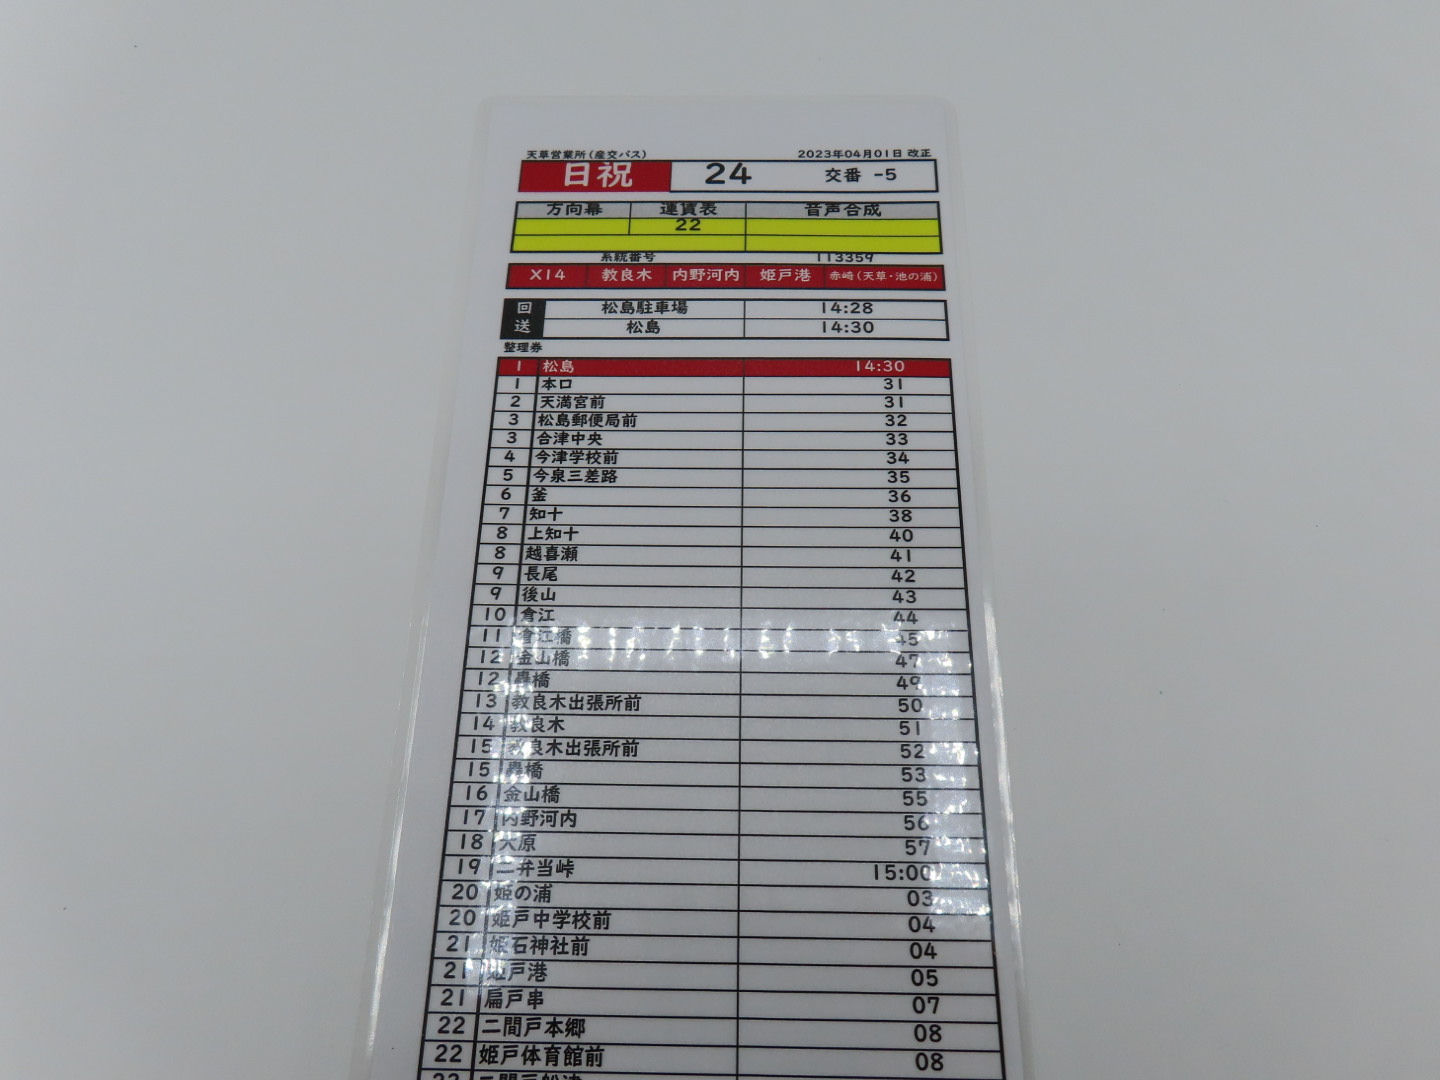 天草営業所(産交バス) 2023年04月01日 改正
日祝 24 交番 -5
方向幕 運賃表 音声合成
22
系統番号 113359
X14 教良木 内野河内 姫戸港 赤崎(天草・池の浦)
回送 松島駐車場 14:28
松島 14:30
整理券
1 松島 14:30
1 本口 31
2 天満宮前 31
3 松島郵便局前 32
3 合津中央 33
4 今津学校前 34
5 今泉三差路 35
6 釜 36
7 知十 38
8 上知十 40
8 越喜瀬 41
9 長尾 42
9 後山 43
10 倉江 44
11 倉江橋 45
12 金山橋 47
12 轟橋 49
13 教良木出張所前 50
14 教良木 51
15 教良木出張所前 52
15 轟橋 53
16 金山橋 55
17 内野河内 56
18 大原 57
19 二弁当峠 15:00
20 姫の浦 03
20 姫戸中学校前 04
21 姫石神社前 04
21 姫戸港 05
21 扁戸串 07
22 二間戸本郷 08
22 姫戸体育館前 08